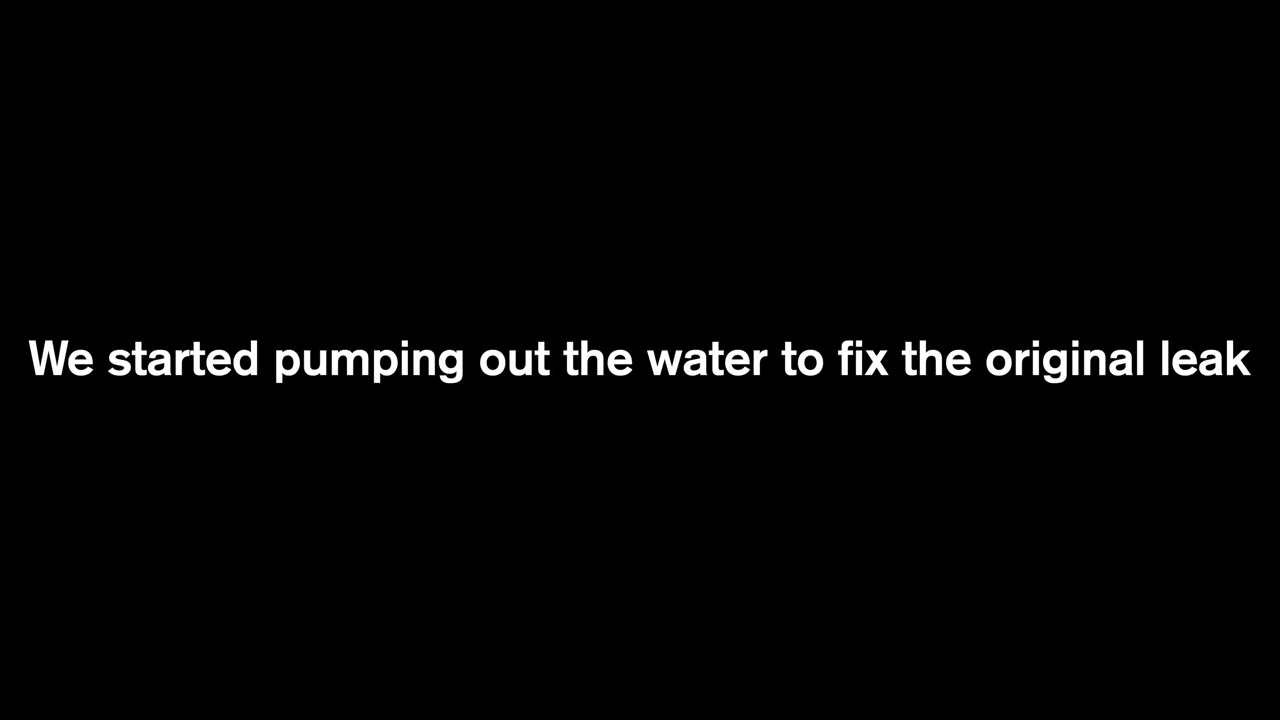 We started pumping out the water to fix the original leak